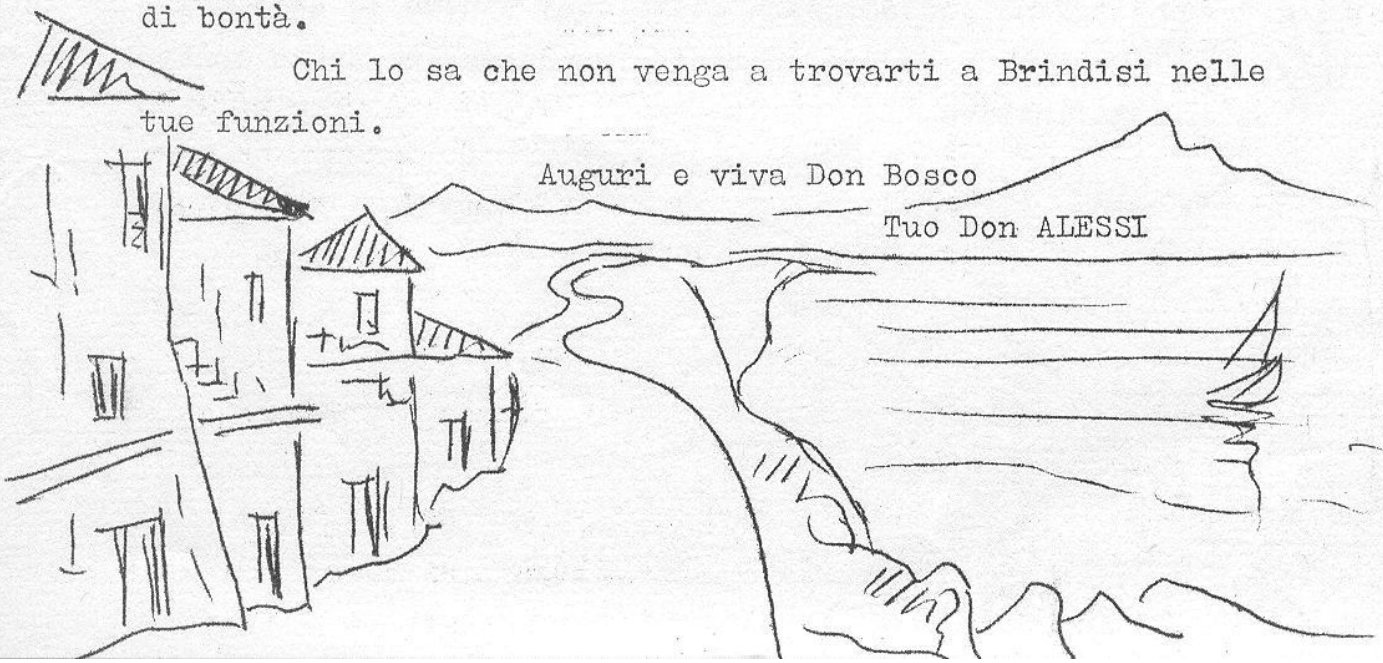 di bontà.
Chi lo sa che non venga a trovarti a Brindisi nelle
tue funzioni.
Auguri e viva Don Bosco
Tuo Don ALESSI